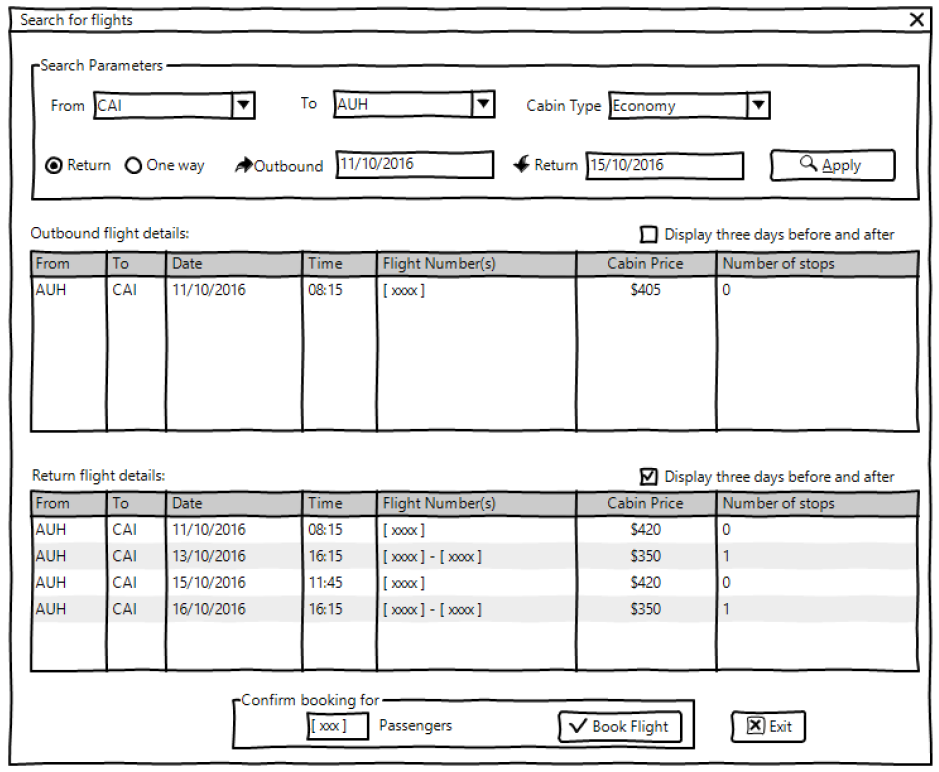 Search for flights
Search Parameters
From CAI To AUH Cabin Type Economy
Return One way Outbound 11/10/2016 Return 15/10/2016 Apply
Outbound flight details: Display three days before and after
From To Date Time Flight Number(s) Cabin Price Number of stops
AUH CAI 11/10/2016 08:15 [ xxxx ] $405 0
Return flight details: Display three days before and after
From To Date Time Flight Number(s) Cabin Price Number of stops
AUH CAI 11/10/2016 08:15 [ xxxx ] $420 0
AUH CAI 13/10/2016 16:15 [ xxxx ] - [ xxxx ] $350 1
AUH CAI 15/10/2016 11:45 [ xxxx ] $420 0
AUH CAI 16/10/2016 16:15 [ xxxx ] - [ xxxx ] $350 1
Confirm booking for
[ xxx ] Passengers Book Flight Exit